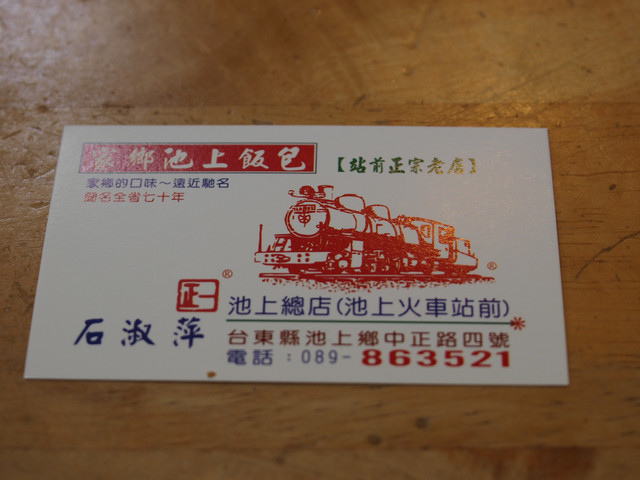 家鄉池上飯包
【站前正宗老店】
家鄉的口味～遠近馳名
馳名全省七十年
正一
®
®
池上總店(池上火車站前)
石淑萍
台東縣池上鄉中正路四號
電話：089-863521